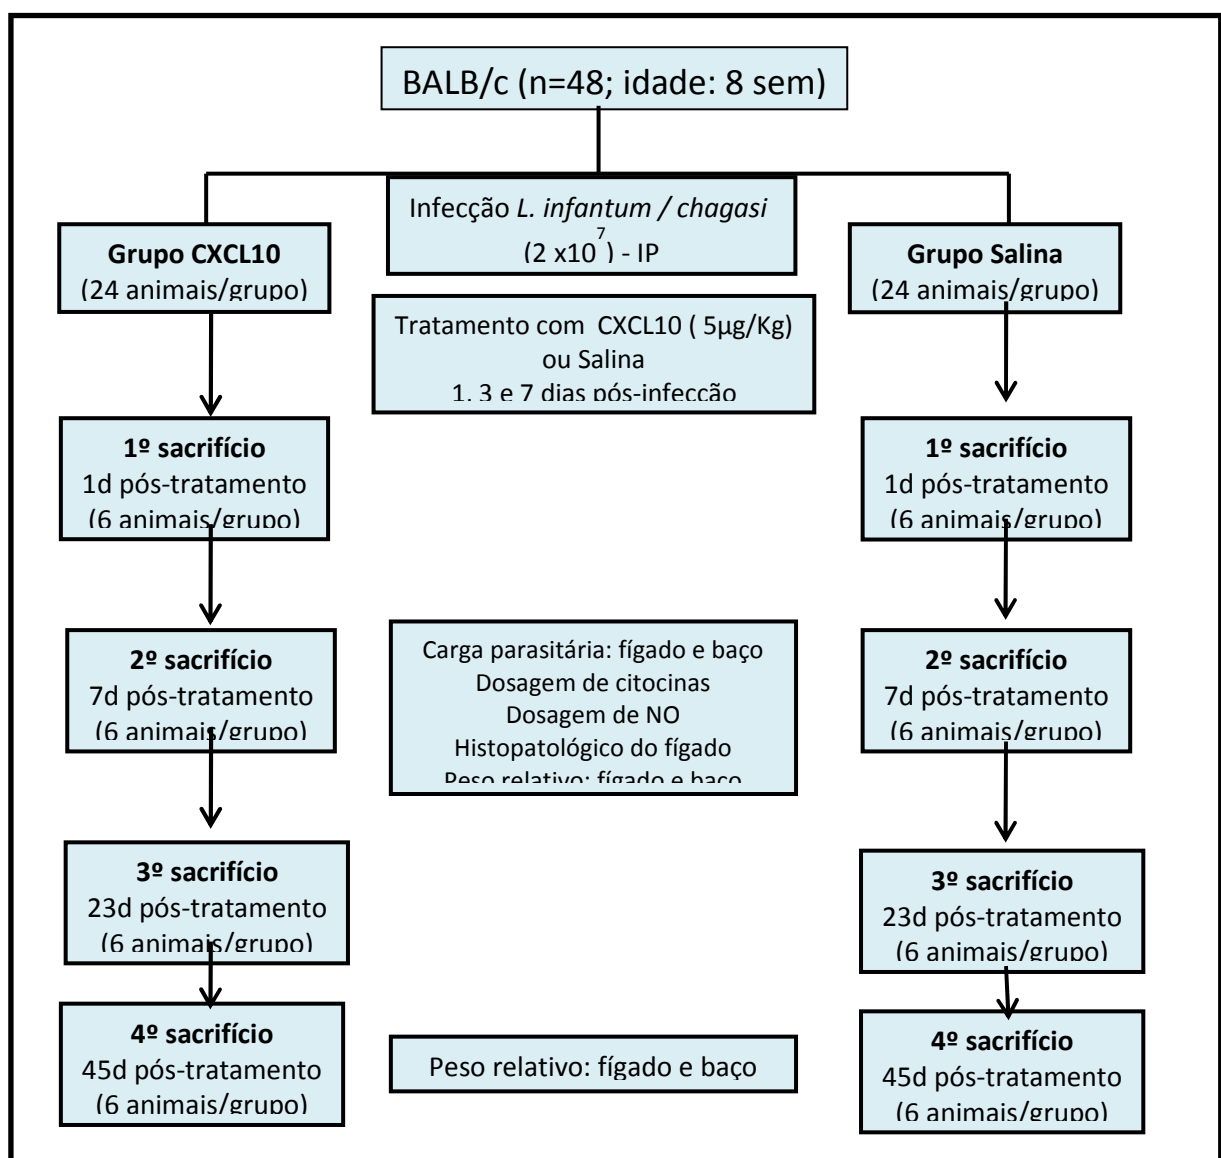 BALB/c (n=48; idade: 8 sem)
Infecção L. infantum / chagasi
(2 x10⁷) - IP
Grupo CXCL10
(24 animais/grupo)
Grupo Salina
(24 animais/grupo)
Tratamento com CXCL10 ( 5µg/Kg)
ou Salina
1, 3 e 7 dias pós-infecção
1º sacrifício
1d pós-tratamento
(6 animais/grupo)
1º sacrifício
1d pós-tratamento
(6 animais/grupo)
2º sacrifício
7d pós-tratamento
(6 animais/grupo)
Carga parasitária: fígado e baço
Dosagem de citocinas
Dosagem de NO
Histopatológico do fígado
Peso relativo: fígado e baço
2º sacrifício
7d pós-tratamento
(6 animais/grupo)
3º sacrifício
23d pós-tratamento
(6 animais/grupo)
3º sacrifício
23d pós-tratamento
(6 animais/grupo)
4º sacrifício
45d pós-tratamento
(6 animais/grupo)
Peso relativo: fígado e baço
4º sacrifício
45d pós-tratamento
(6 animais/grupo)